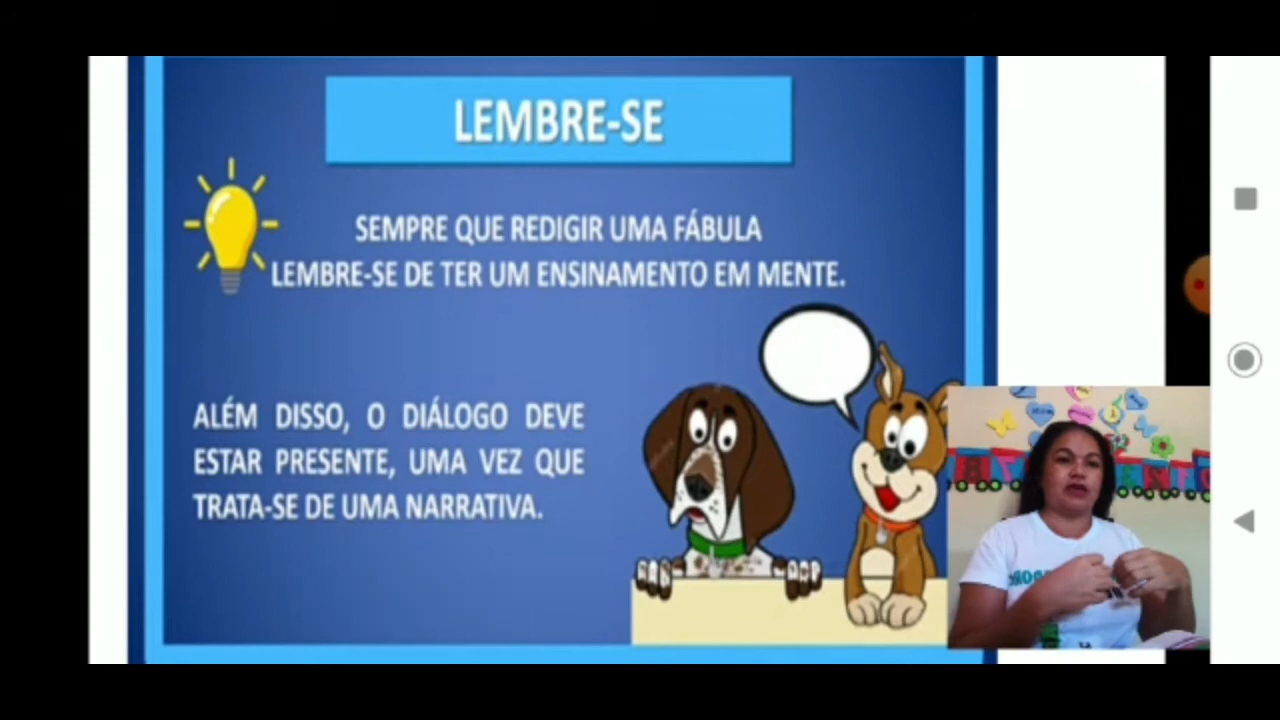 LEMBRE-SE
SEMPRE QUE REDIGIR UMA FÁBULA
LEMBRE-SE DE TER UM ENSINAMENTO EM MENTE.
ALÉM DISSO, O DIÁLOGO DEVE
ESTAR PRESENTE, UMA VEZ QUE
TRATA-SE DE UMA NARRATIVA.